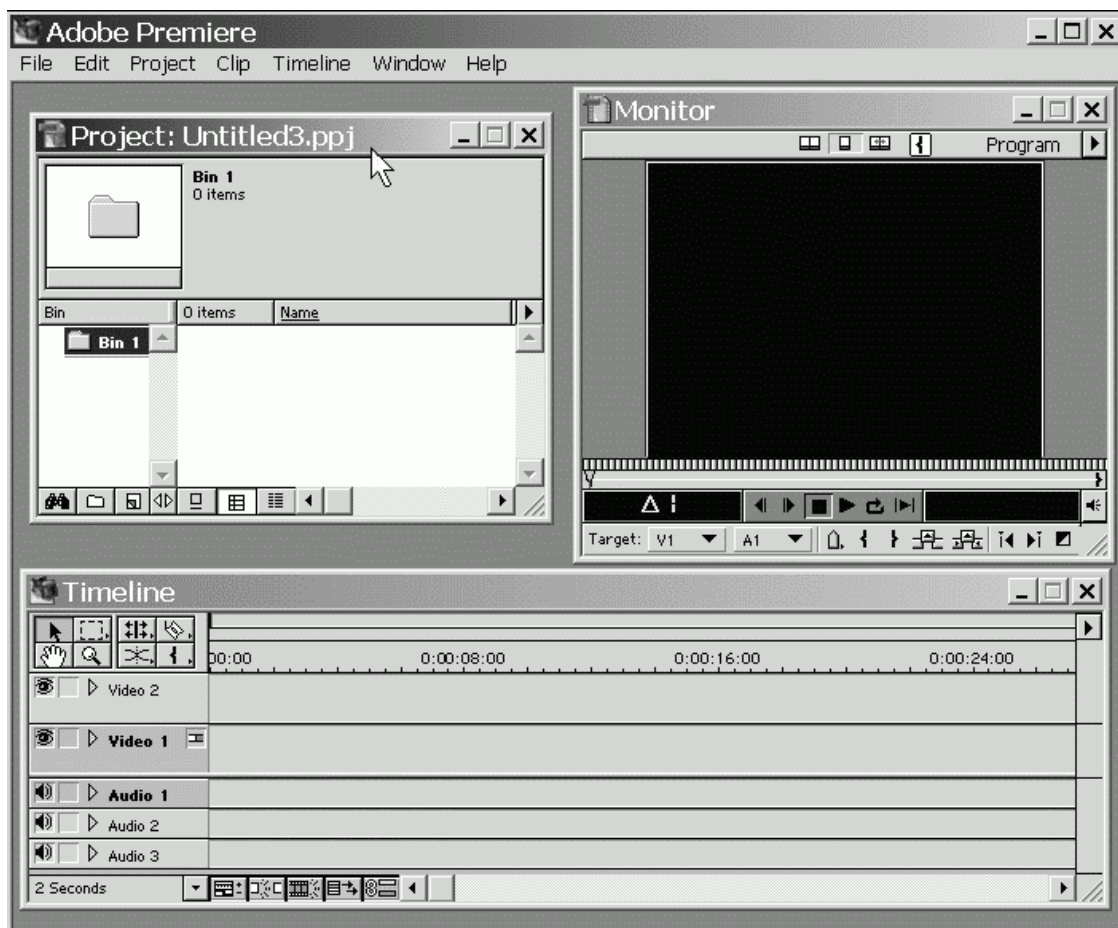 Adobe Premiere
File Edit Project Clip Timeline Window Help
Project: Untitled3.ppj
Bin 1
0 items
Bin 0 items Name
Bin 1
Monitor
Program
Target: V1 A1
Timeline
00:00 0:00:08:00 0:00:16:00 0:00:24:00
Video 2
Video 1
Audio 1
Audio 2
Audio 3
2 Seconds